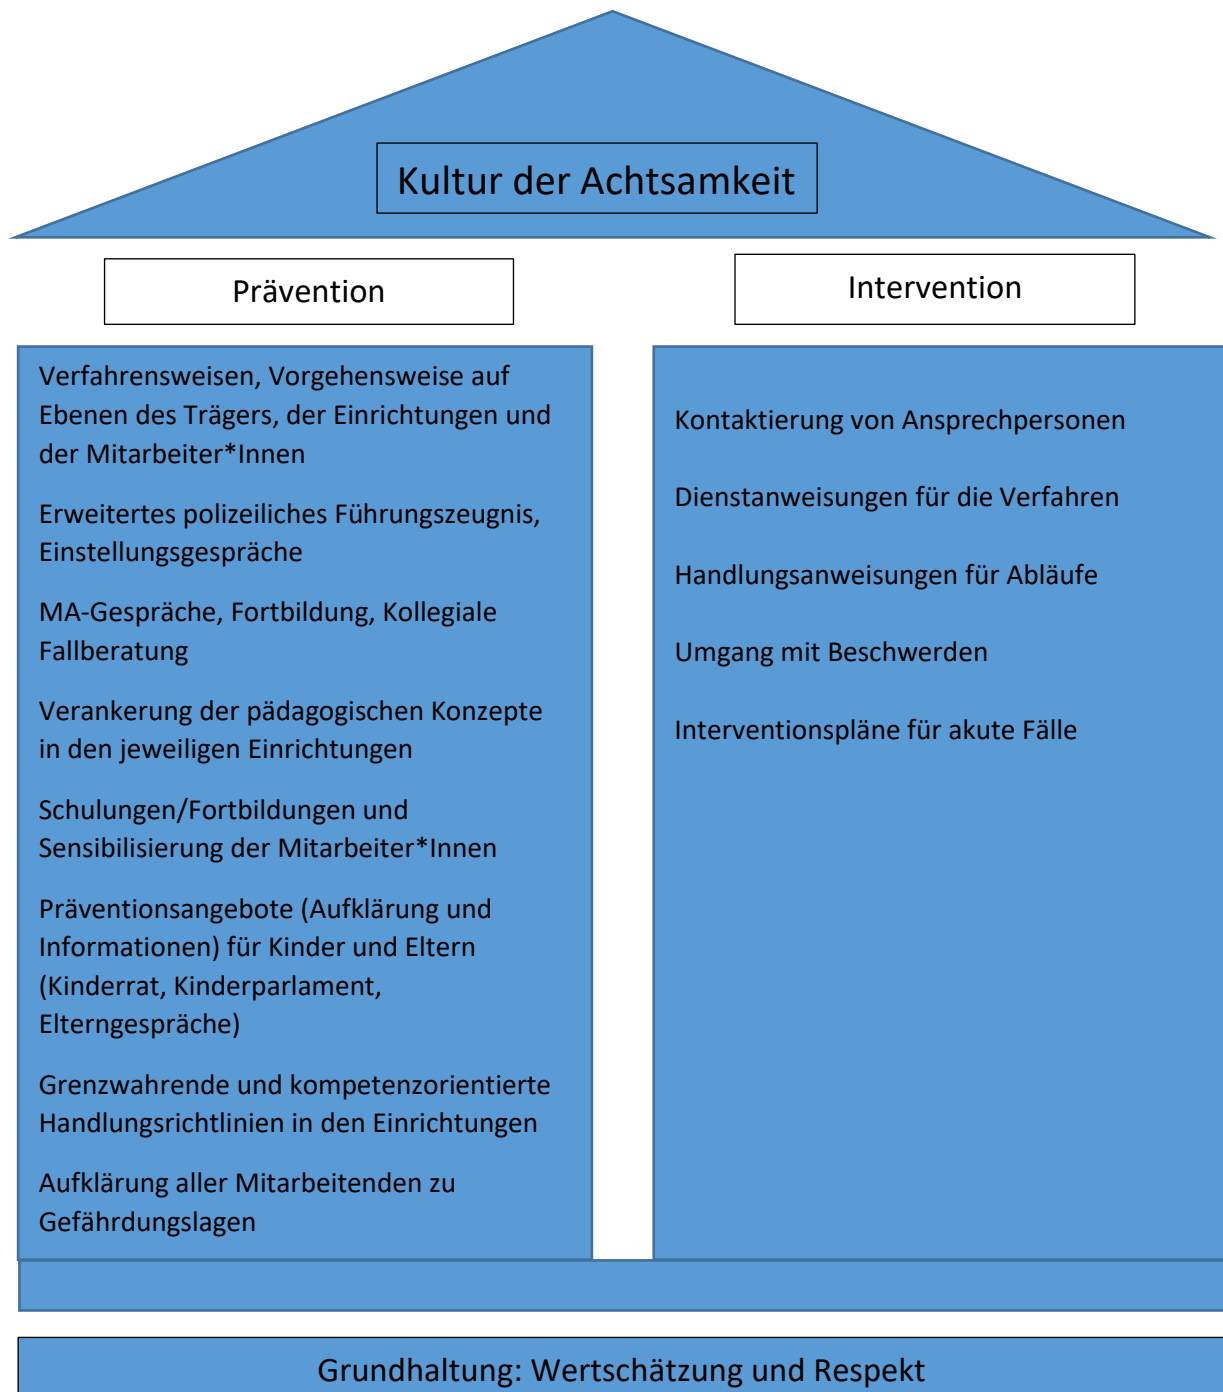 Kultur der Achtsamkeit
Prävention
Verfahrensweisen, Vorgehensweise auf
Ebenen des Trägers, der Einrichtungen und
der Mitarbeiter*Innen
Erweitertes polizeiliches Führungszeugnis,
Einstellungsgespräche
MA-Gespräche, Fortbildung, Kollegiale
Fallberatung
Verankerung der pädagogischen Konzepte
in den jeweiligen Einrichtungen
Schulungen/Fortbildungen und
Sensibilisierung der Mitarbeiter*Innen
Präventionsangebote (Aufklärung und
Informationen) für Kinder und Eltern
(Kinderrat, Kinderparlament,
Elterngespräche)
Grenzwahrende und kompetenzorientierte
Handlungsrichtlinien in den Einrichtungen
Aufklärung aller Mitarbeitenden zu
Gefährdungslagen
Intervention
Kontaktierung von Ansprechpersonen
Dienstanweisungen für die Verfahren
Handlungsanweisungen für Abläufe
Umgang mit Beschwerden
Interventionspläne für akute Fälle
Grundhaltung: Wertschätzung und Respekt